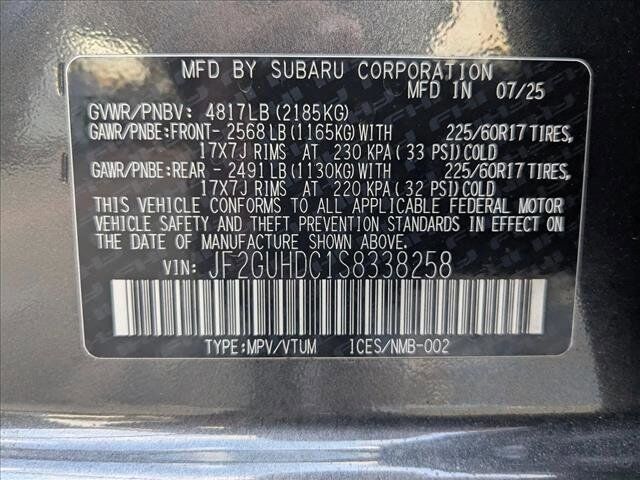 MFD BY SUBARU CORPORATION
MFD IN 07/25
GVWR/PNBV: 4817LB (2185KG)
GAWR/PNBE:FRONT- 2568 LB (1165KG)WITH 225/60R17 TIRES,
17X7J RIMS AT 230 KPA ( 33 PSI) COLD
GAWR/PNBE:REAR - 2491 LB (1130KG)WITH 225/60R17 TIRES,
17X7J RIMS AT 220 KPA ( 32 PSI) COLD
THIS VEHICLE CONFORMS TO ALL APPLICABLE FEDERAL MOTOR
VEHICLE SAFETY AND THEFT PREVENTION STANDARDS IN EFFECT
ON THE DATE OF MANUFACTURE SHOWN ABOVE.
VIN: JF2GUHDC1S8338258
TYPE:MPV/VTUM ICES/NMB-002